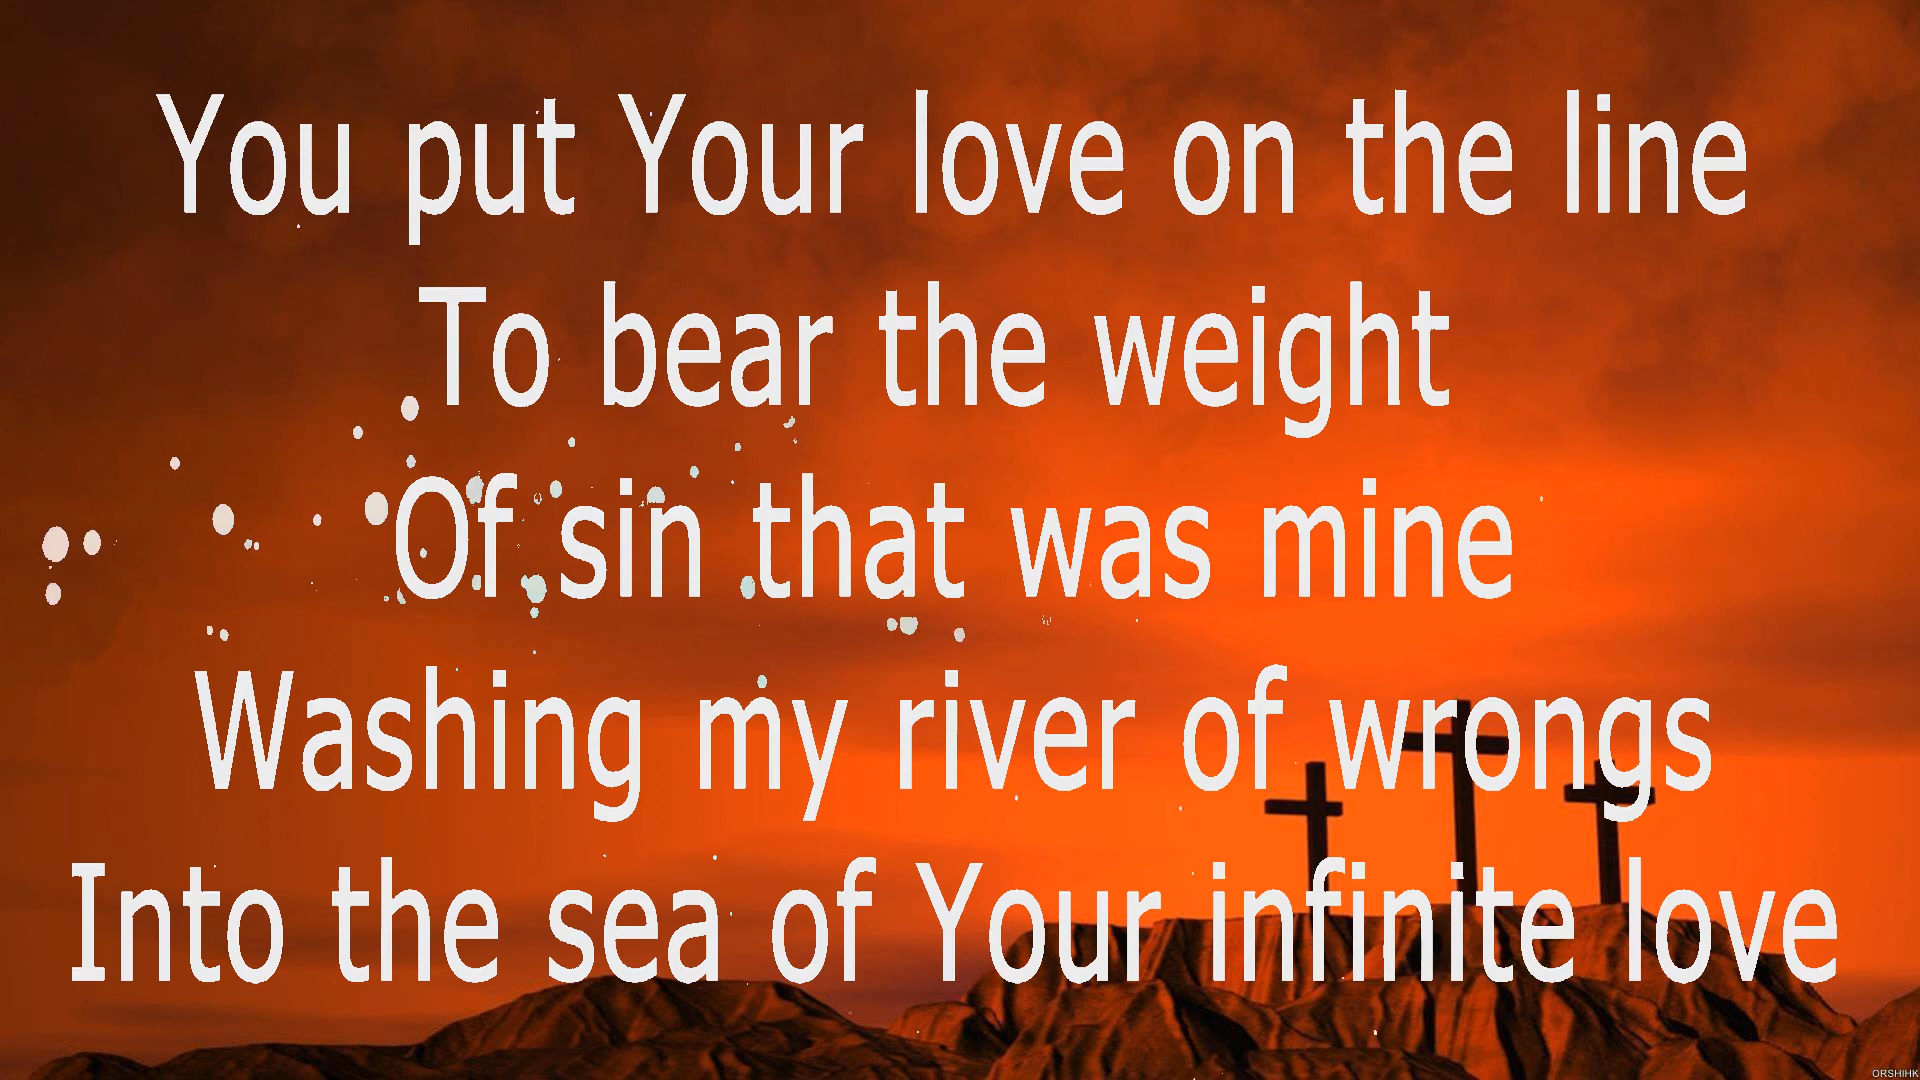 You put Your love on the line
To bear the weight
Of sin that was mine
Washing my river of wrongs
Into the sea of Your infinite love
ORSHIHK